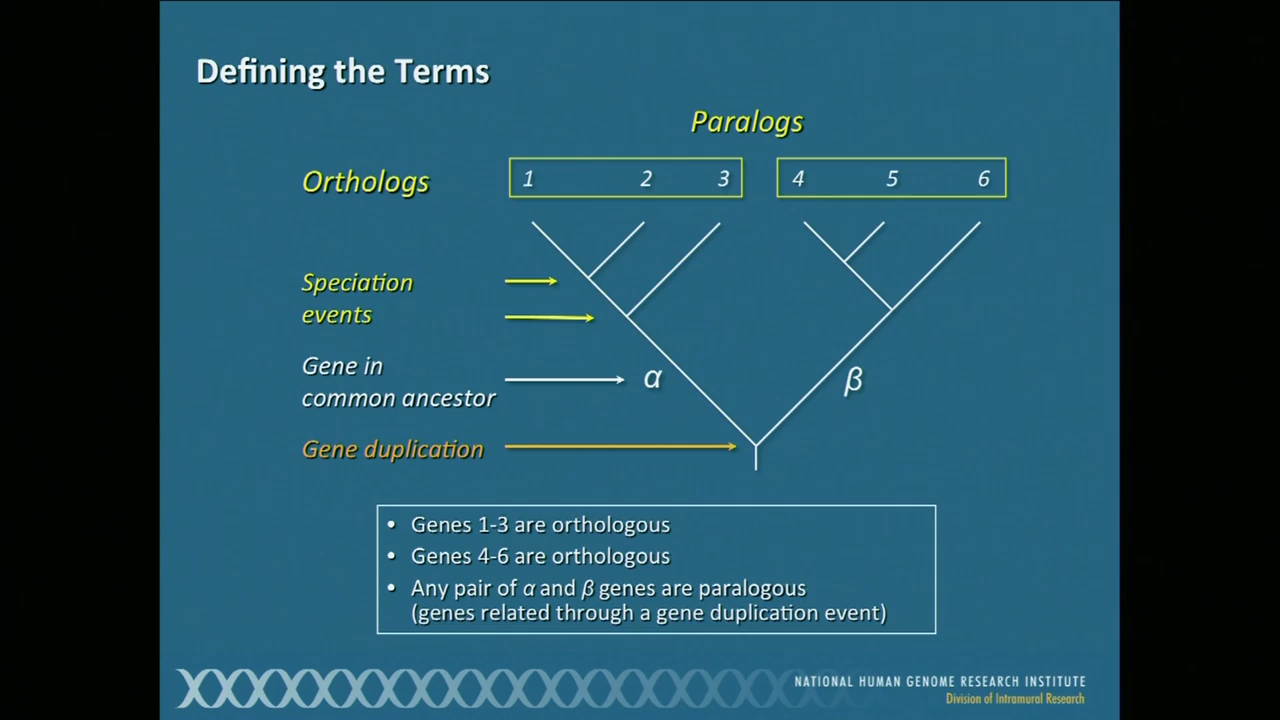 Defining the Terms
Paralogs
Orthologs
1 2 3 4 5 6
Speciation
events
Gene in
common ancestor
α
β
Gene duplication
• Genes 1-3 are orthologous
• Genes 4-6 are orthologous
• Any pair of α and β genes are paralogous
(genes related through a gene duplication event)
NATIONAL HUMAN GENOME RESEARCH INSTITUTE
Division of Intramural Research